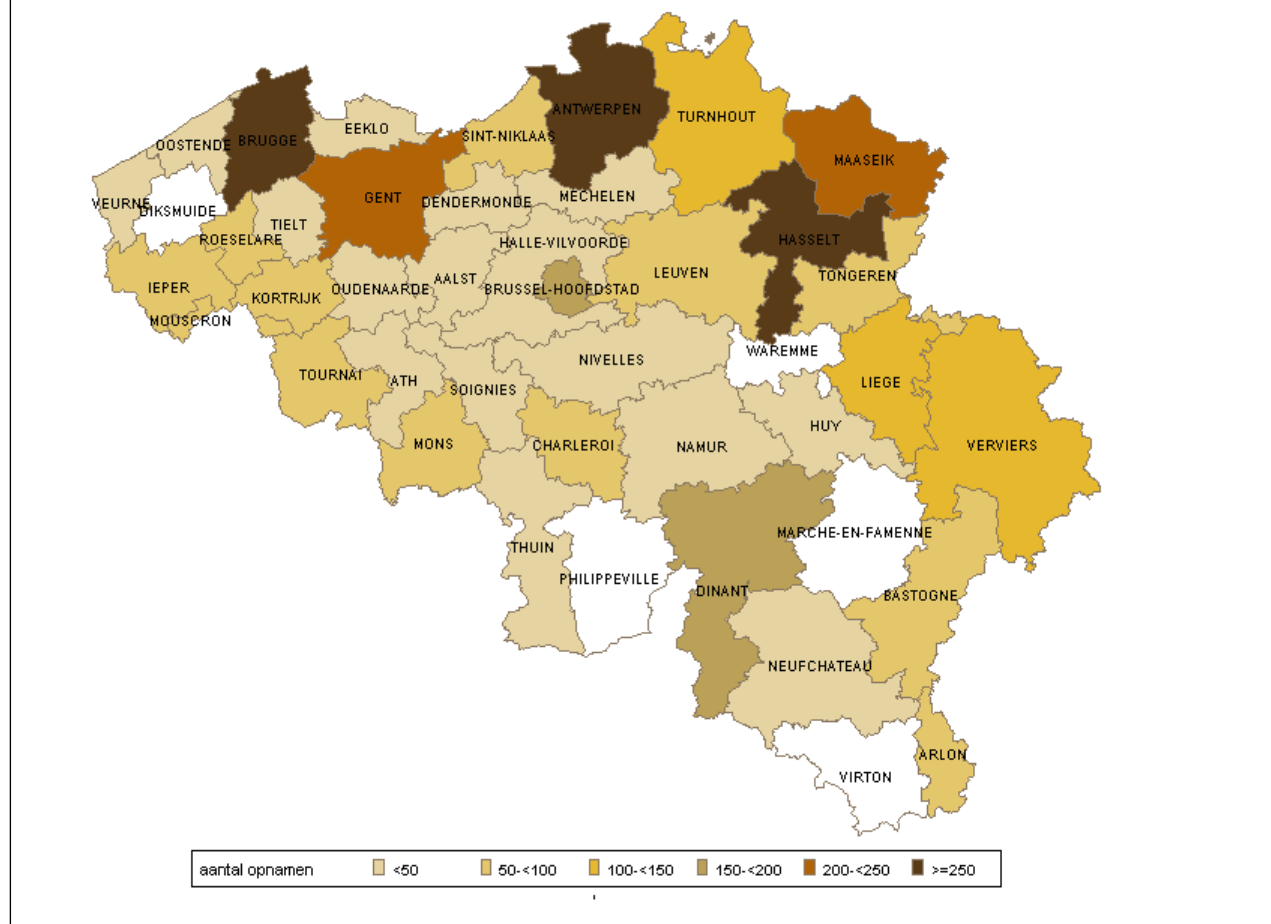 ANTWERPEN
TURNHOUT
EEKLO
SINT-NIKLAAS
BRUGGE
OOSTENDE
MAASEIK
GENT
MECHELEN
DENDERMONDE
VEURNE
DIKSMUIDE
TIELT
ROESELARE
HALLE-VILVOORDE
HASSELT
LEUVEN
TONGEREN
AALST
IEPER
OUDENAARDE
BRUSSEL-HOOFDSTAD
KORTRIJK
MOUSCRON
WAREMME
NIVELLES
TOURNAI
ATH
LIEGE
SOIGNIES
HUY
MONS
CHARLEROI
NAMUR
VERVIERS
MARCHE-EN-FAMENNE
THUIN
PHILIPPEVILLE
DINANT
BASTOGNE
NEUFCHATEAU
ARLON
VIRTON
aantal opnamen <50 50-<100 100-<150 150-<200 200-<250 >=250